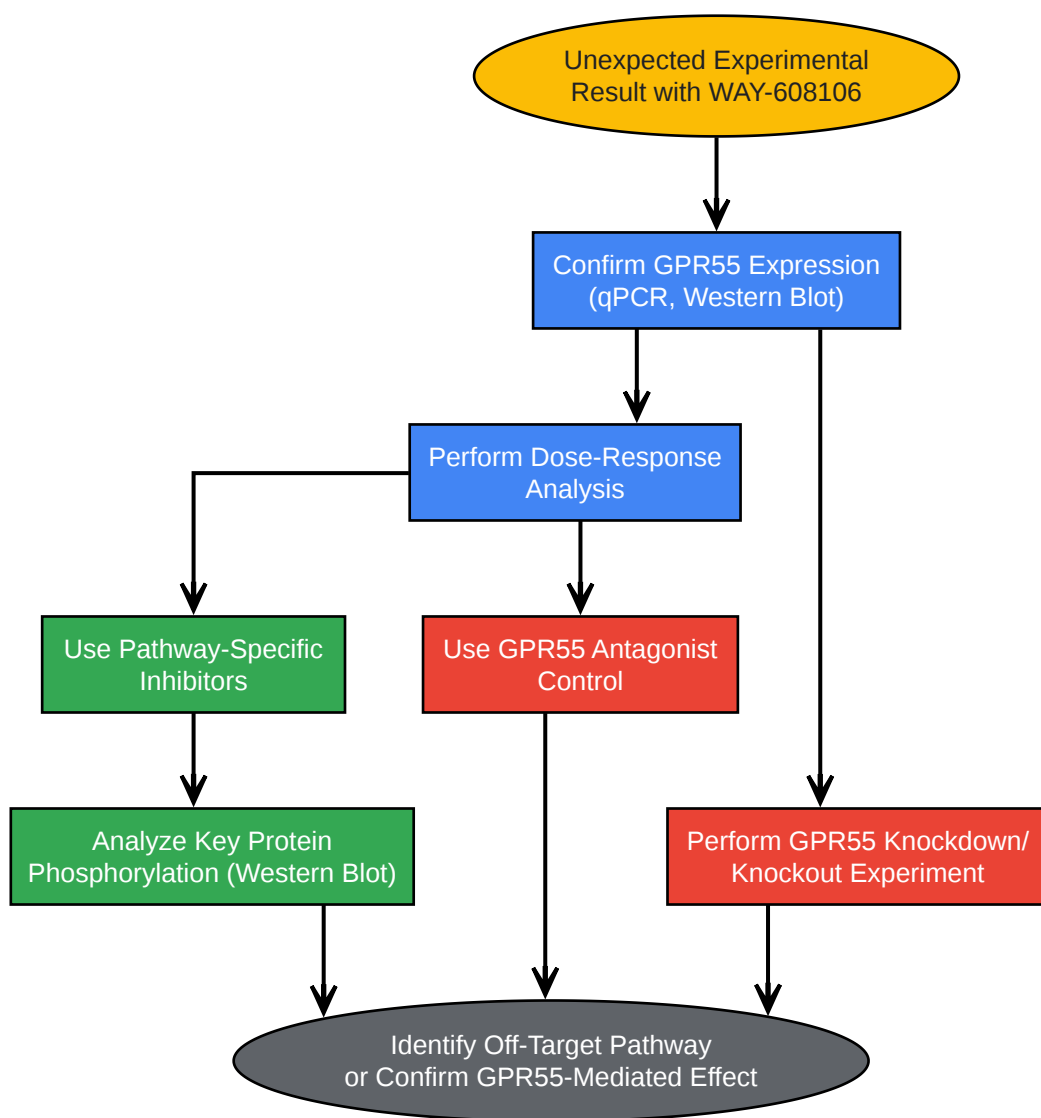 Unexpected Experimental
Result with WAY-608106
Confirm GPR55 Expression
(qPCR, Western Blot)
Perform Dose-Response
Analysis
Use Pathway-Specific
Inhibitors
Use GPR55 Antagonist
Control
Analyze Key Protein
Phosphorylation (Western Blot)
Perform GPR55 Knockdown/
Knockout Experiment
Identify Off-Target Pathway
or Confirm GPR55-Mediated Effect